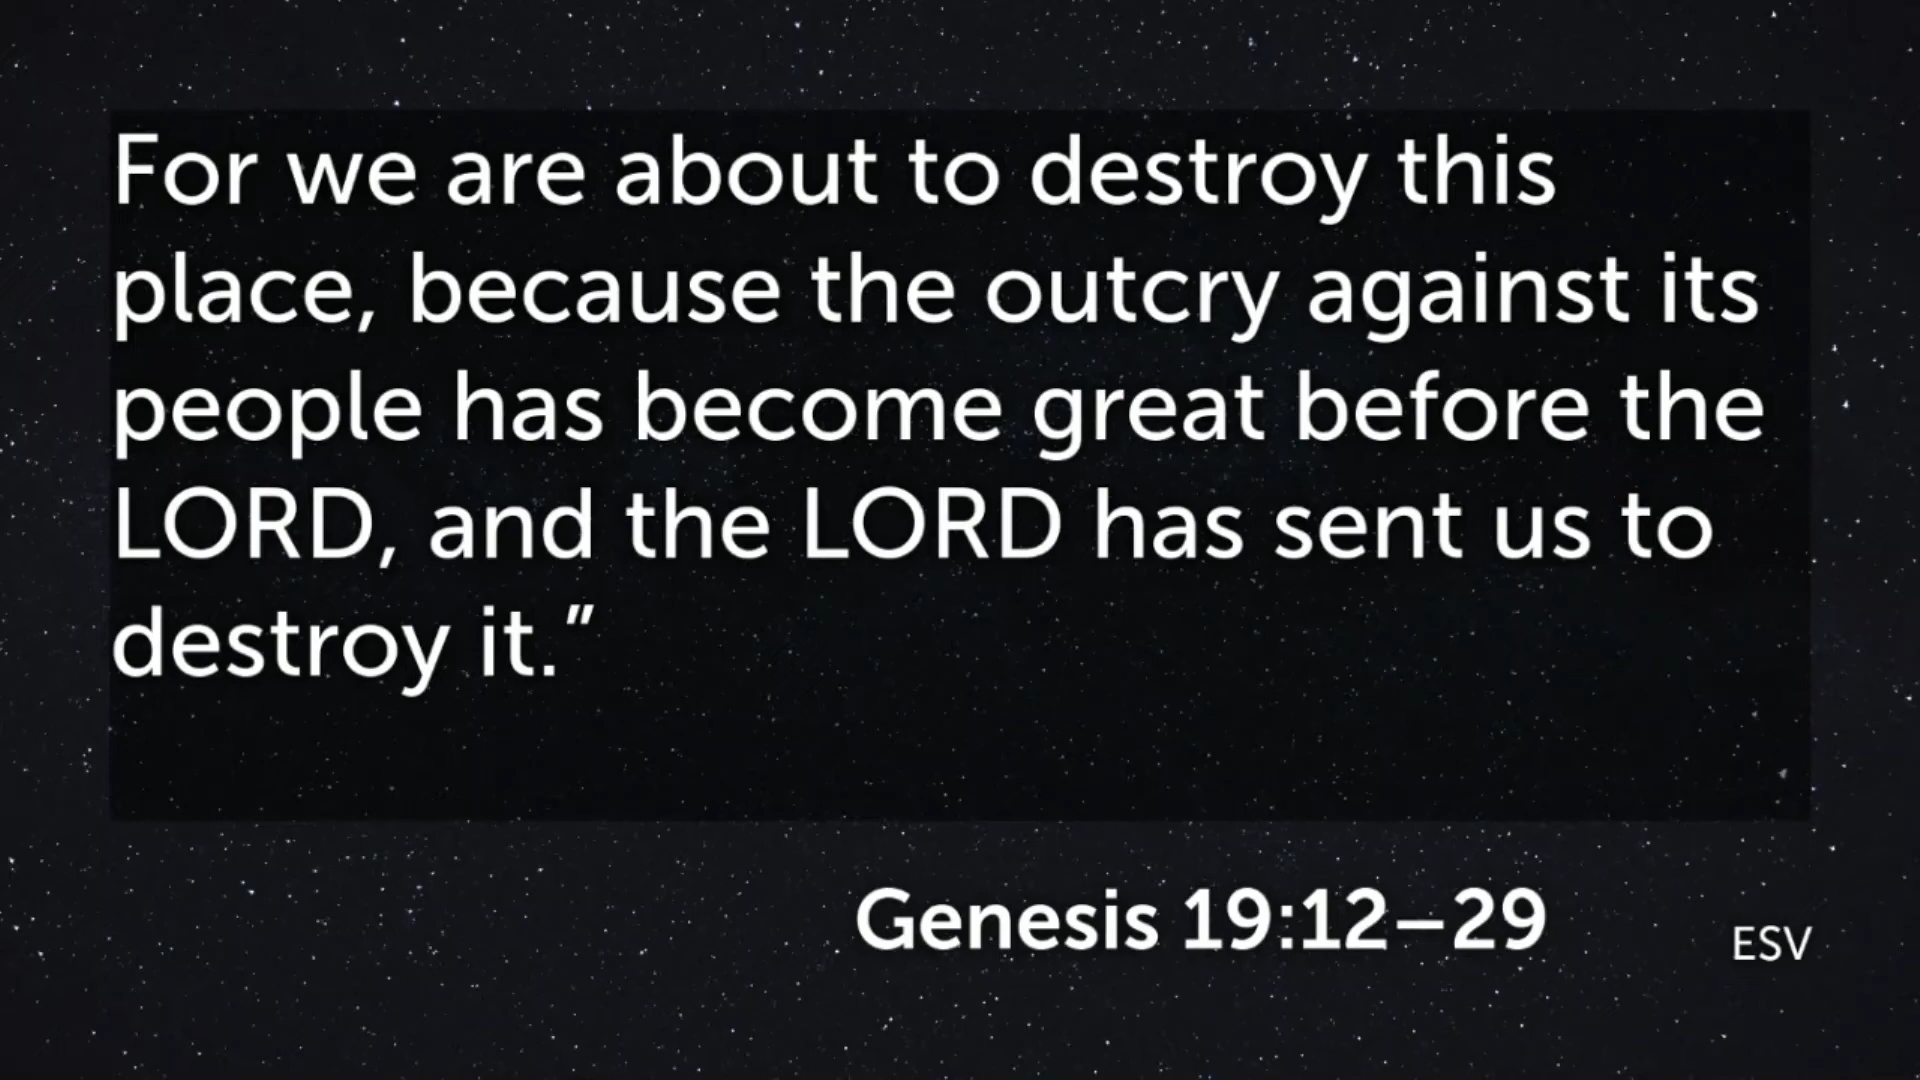 For we are about to destroy this
place, because the outcry against its
people has become great before the
LORD, and the LORD has sent us to
destroy it.”
Genesis 19:12–29
ESV